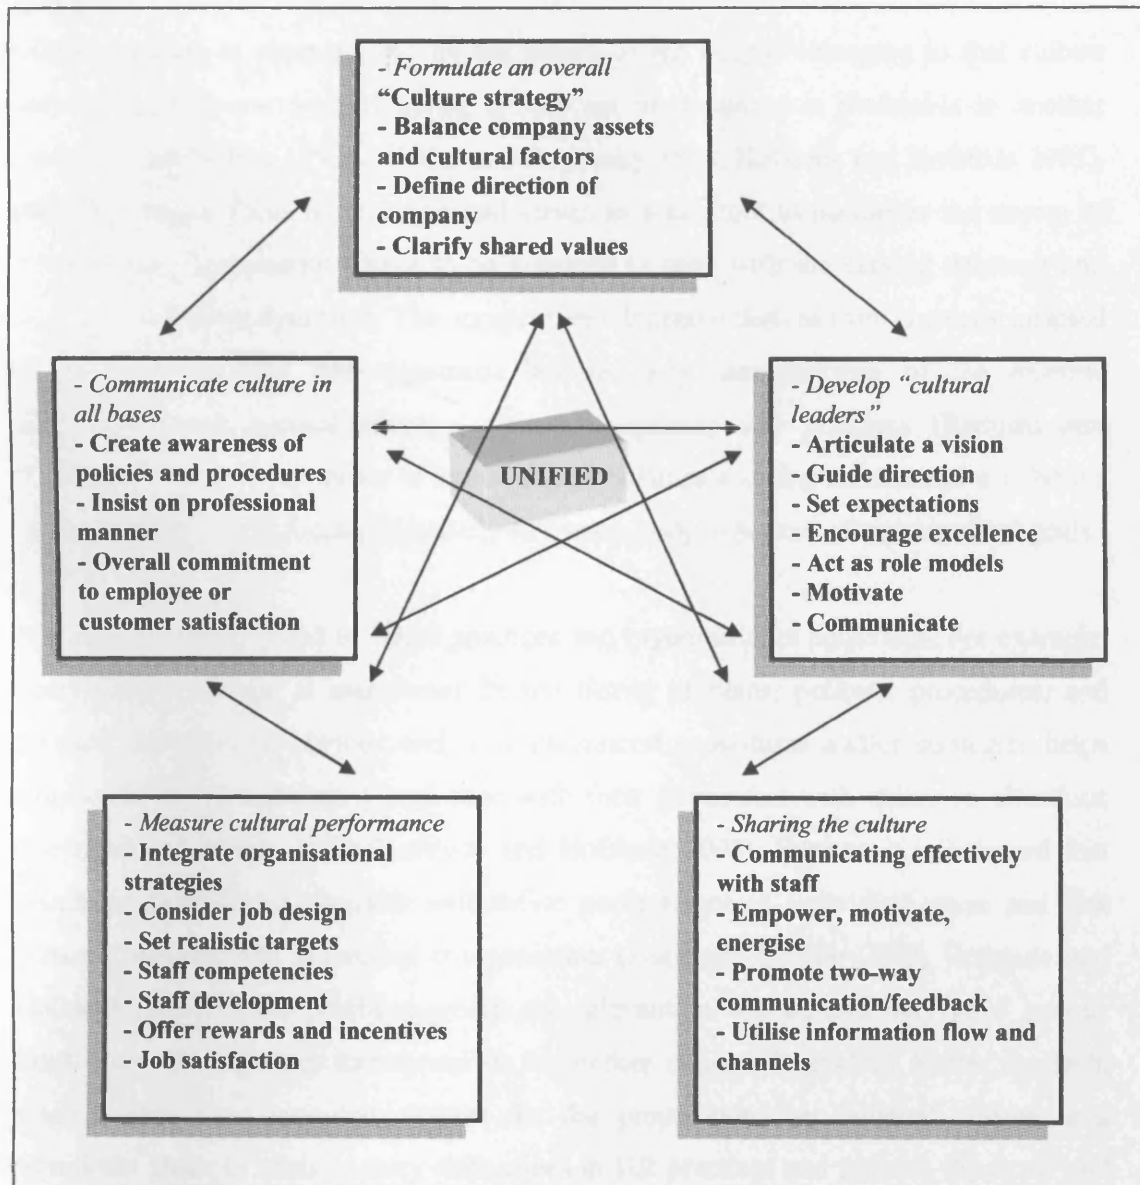 - Formulate an overall
“Culture strategy”
- Balance company assets
and cultural factors
- Define direction of
company
- Clarify shared values
- Communicate culture in
all bases
- Create awareness of
policies and procedures
- Insist on professional
manner
- Overall commitment
to employee or
customer satisfaction
UNIFIED
- Develop “cultural
leaders”
- Articulate a vision
- Guide direction
- Set expectations
- Encourage excellence
- Act as role models
- Motivate
- Communicate
- Measure cultural performance
- Integrate organisational
strategies
- Consider job design
- Set realistic targets
- Staff competencies
- Staff development
- Offer rewards and incentives
- Job satisfaction
- Sharing the culture
- Communicating effectively
with staff
- Empower, motivate,
energise
- Promote two-way
communication/feedback
- Utilise information flow and
channels